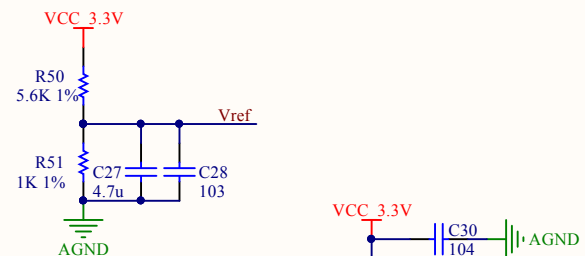 VCC_3.3V
R50
5.6K 1%
Vref
R51
1K 1%
C27
4.7u
C28
103
AGND
VCC_3.3V
C30
104
AGND